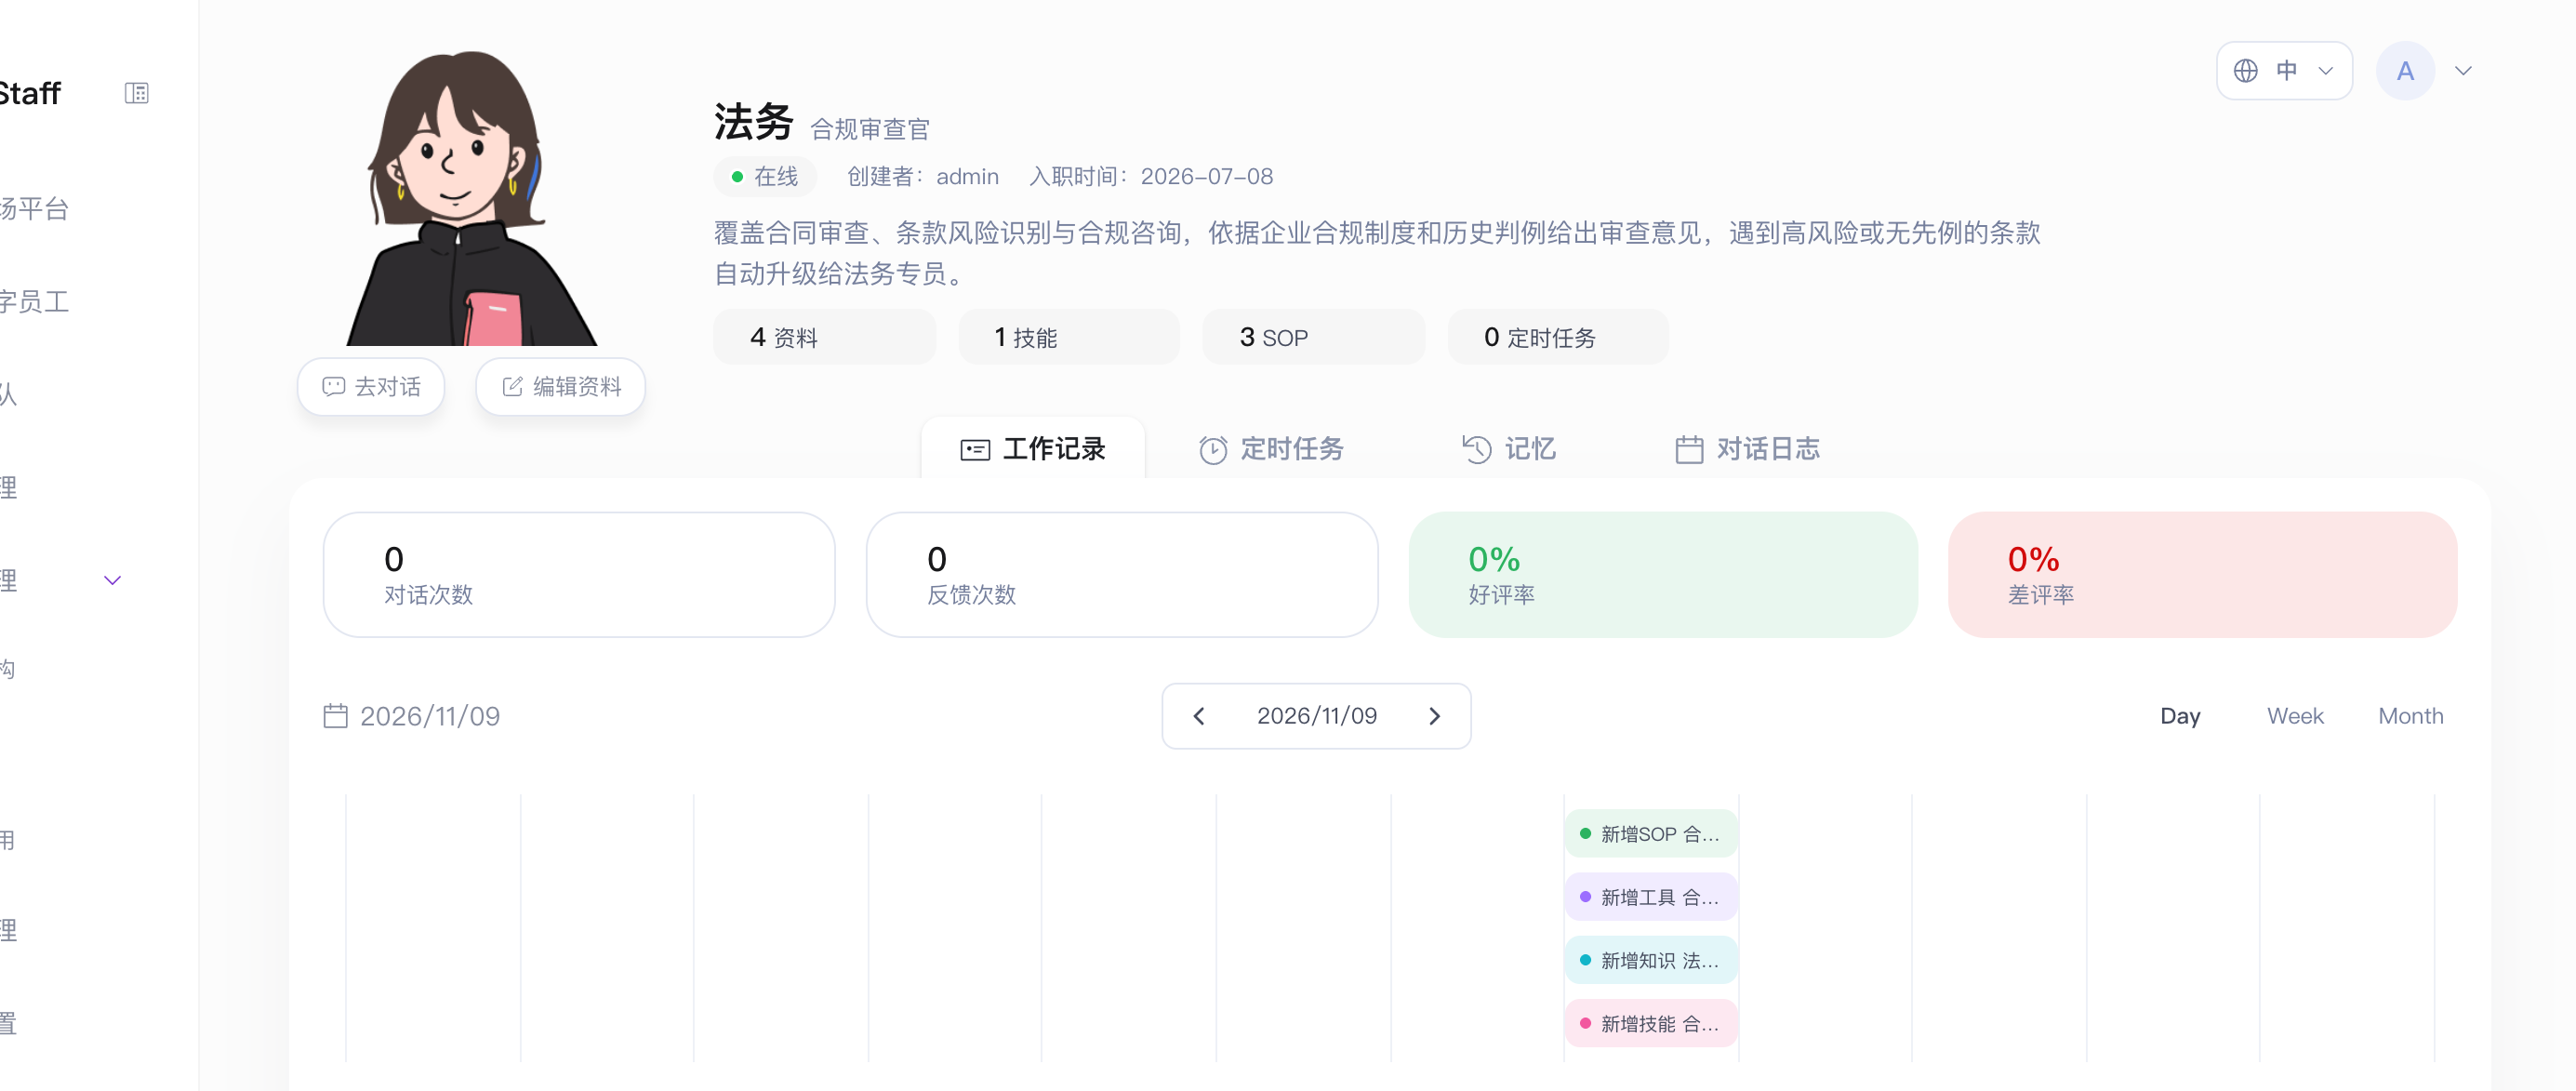 Staff
中
A
法务 合规审查官
在线 创建者：admin 入职时间：2026-07-08
覆盖合同审查、条款风险识别与合规咨询，依据企业合规制度和历史判例给出审查意见，遇到高风险或无先例的条款
自动升级给法务专员。
4 资料 1 技能 3 SOP 0 定时任务
去对话 编辑资料
工作记录 定时任务 记忆 对话日志
0 0 0% 0%
对话次数 反馈次数 好评率 差评率
2026/11/09 2026/11/09 Day Week Month
新增SOP 合...
新增工具 合...
新增知识 法...
新增技能 合...
场平台
字员工
队
理
理
构
用
理
置